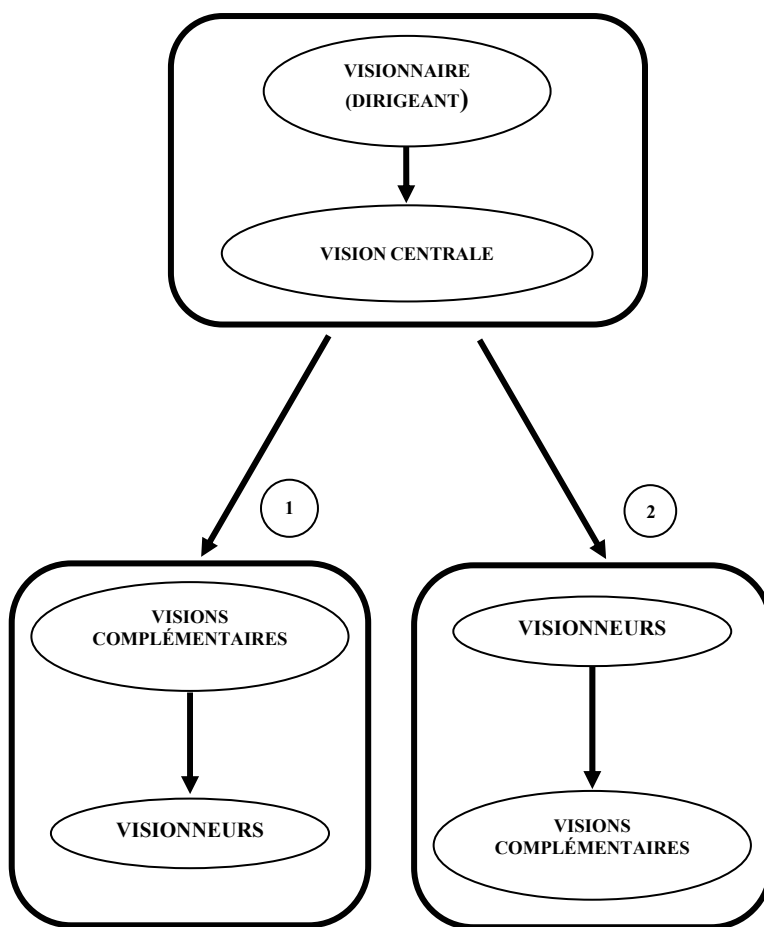 VISIONNAIRE
(DIRIGEANT)
VISION CENTRALE
1
2
VISIONS
COMPLÉMENTAIRES
VISIONNEURS
VISIONNEURS
VISIONS
COMPLÉMENTAIRES